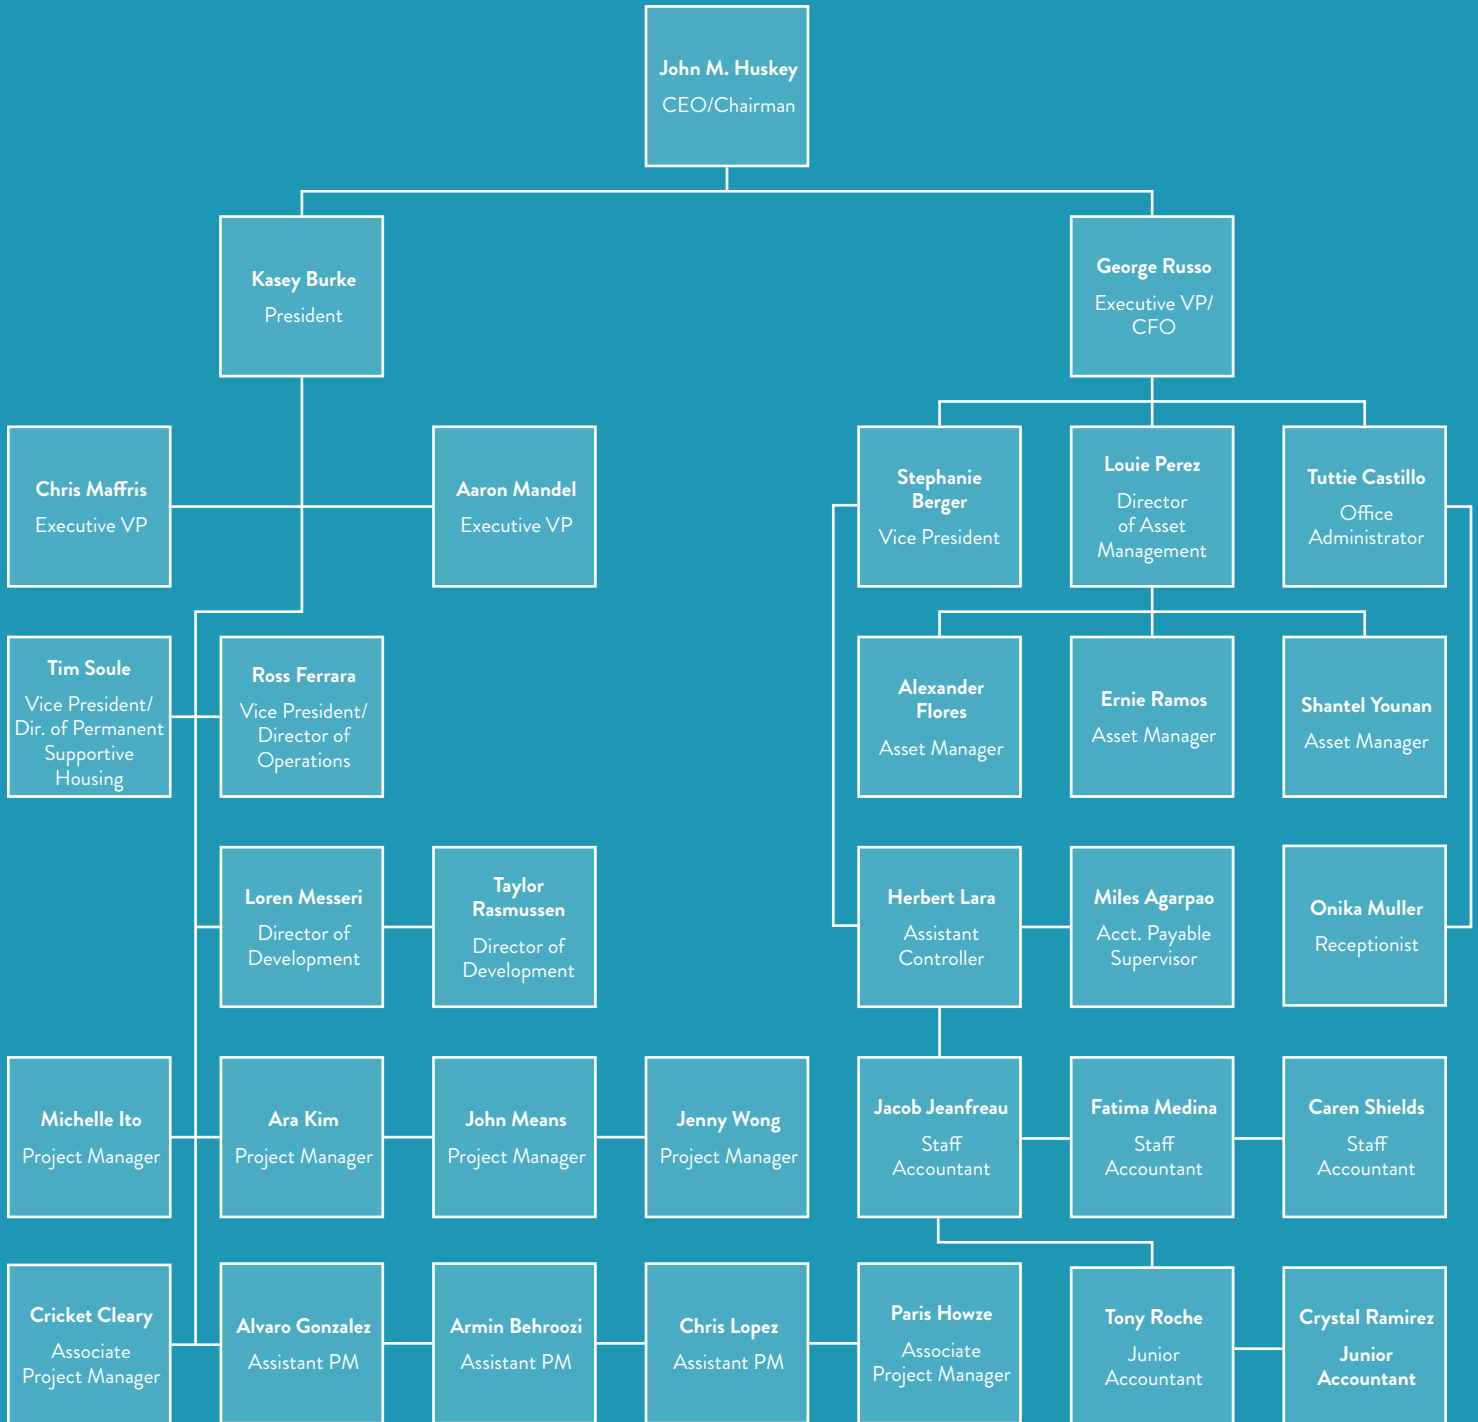 John M. Huskey
CEO/Chairman
Kasey Burke
President
George Russo
Executive VP/
CFO
Chris Maffris
Executive VP
Aaron Mandel
Executive VP
Stephanie
Berger
Vice President
Louie Perez
Director
of Asset
Management
Tuttie Castillo
Office
Administrator
Tim Soule
Vice President/
Dir. of Permanent
Supportive
Housing
Ross Ferrara
Vice President/
Director of
Operations
Alexander
Flores
Asset Manager
Ernie Ramos
Asset Manager
Shantel Younan
Asset Manager
Loren Messeri
Director of
Development
Taylor
Rasmussen
Director of
Development
Herbert Lara
Assistant
Controller
Miles Agarpao
Acct. Payable
Supervisor
Onika Muller
Receptionist
Michelle Ito
Project Manager
Ara Kim
Project Manager
John Means
Project Manager
Jenny Wong
Project Manager
Jacob Jeanfreau
Staff
Accountant
Fatima Medina
Staff
Accountant
Caren Shields
Staff
Accountant
Cricket Cleary
Associate
Project Manager
Alvaro Gonzalez
Assistant PM
Armin Behroozi
Assistant PM
Chris Lopez
Assistant PM
Paris Howze
Associate
Project Manager
Tony Roche
Junior
Accountant
Crystal Ramirez
Junior
Accountant